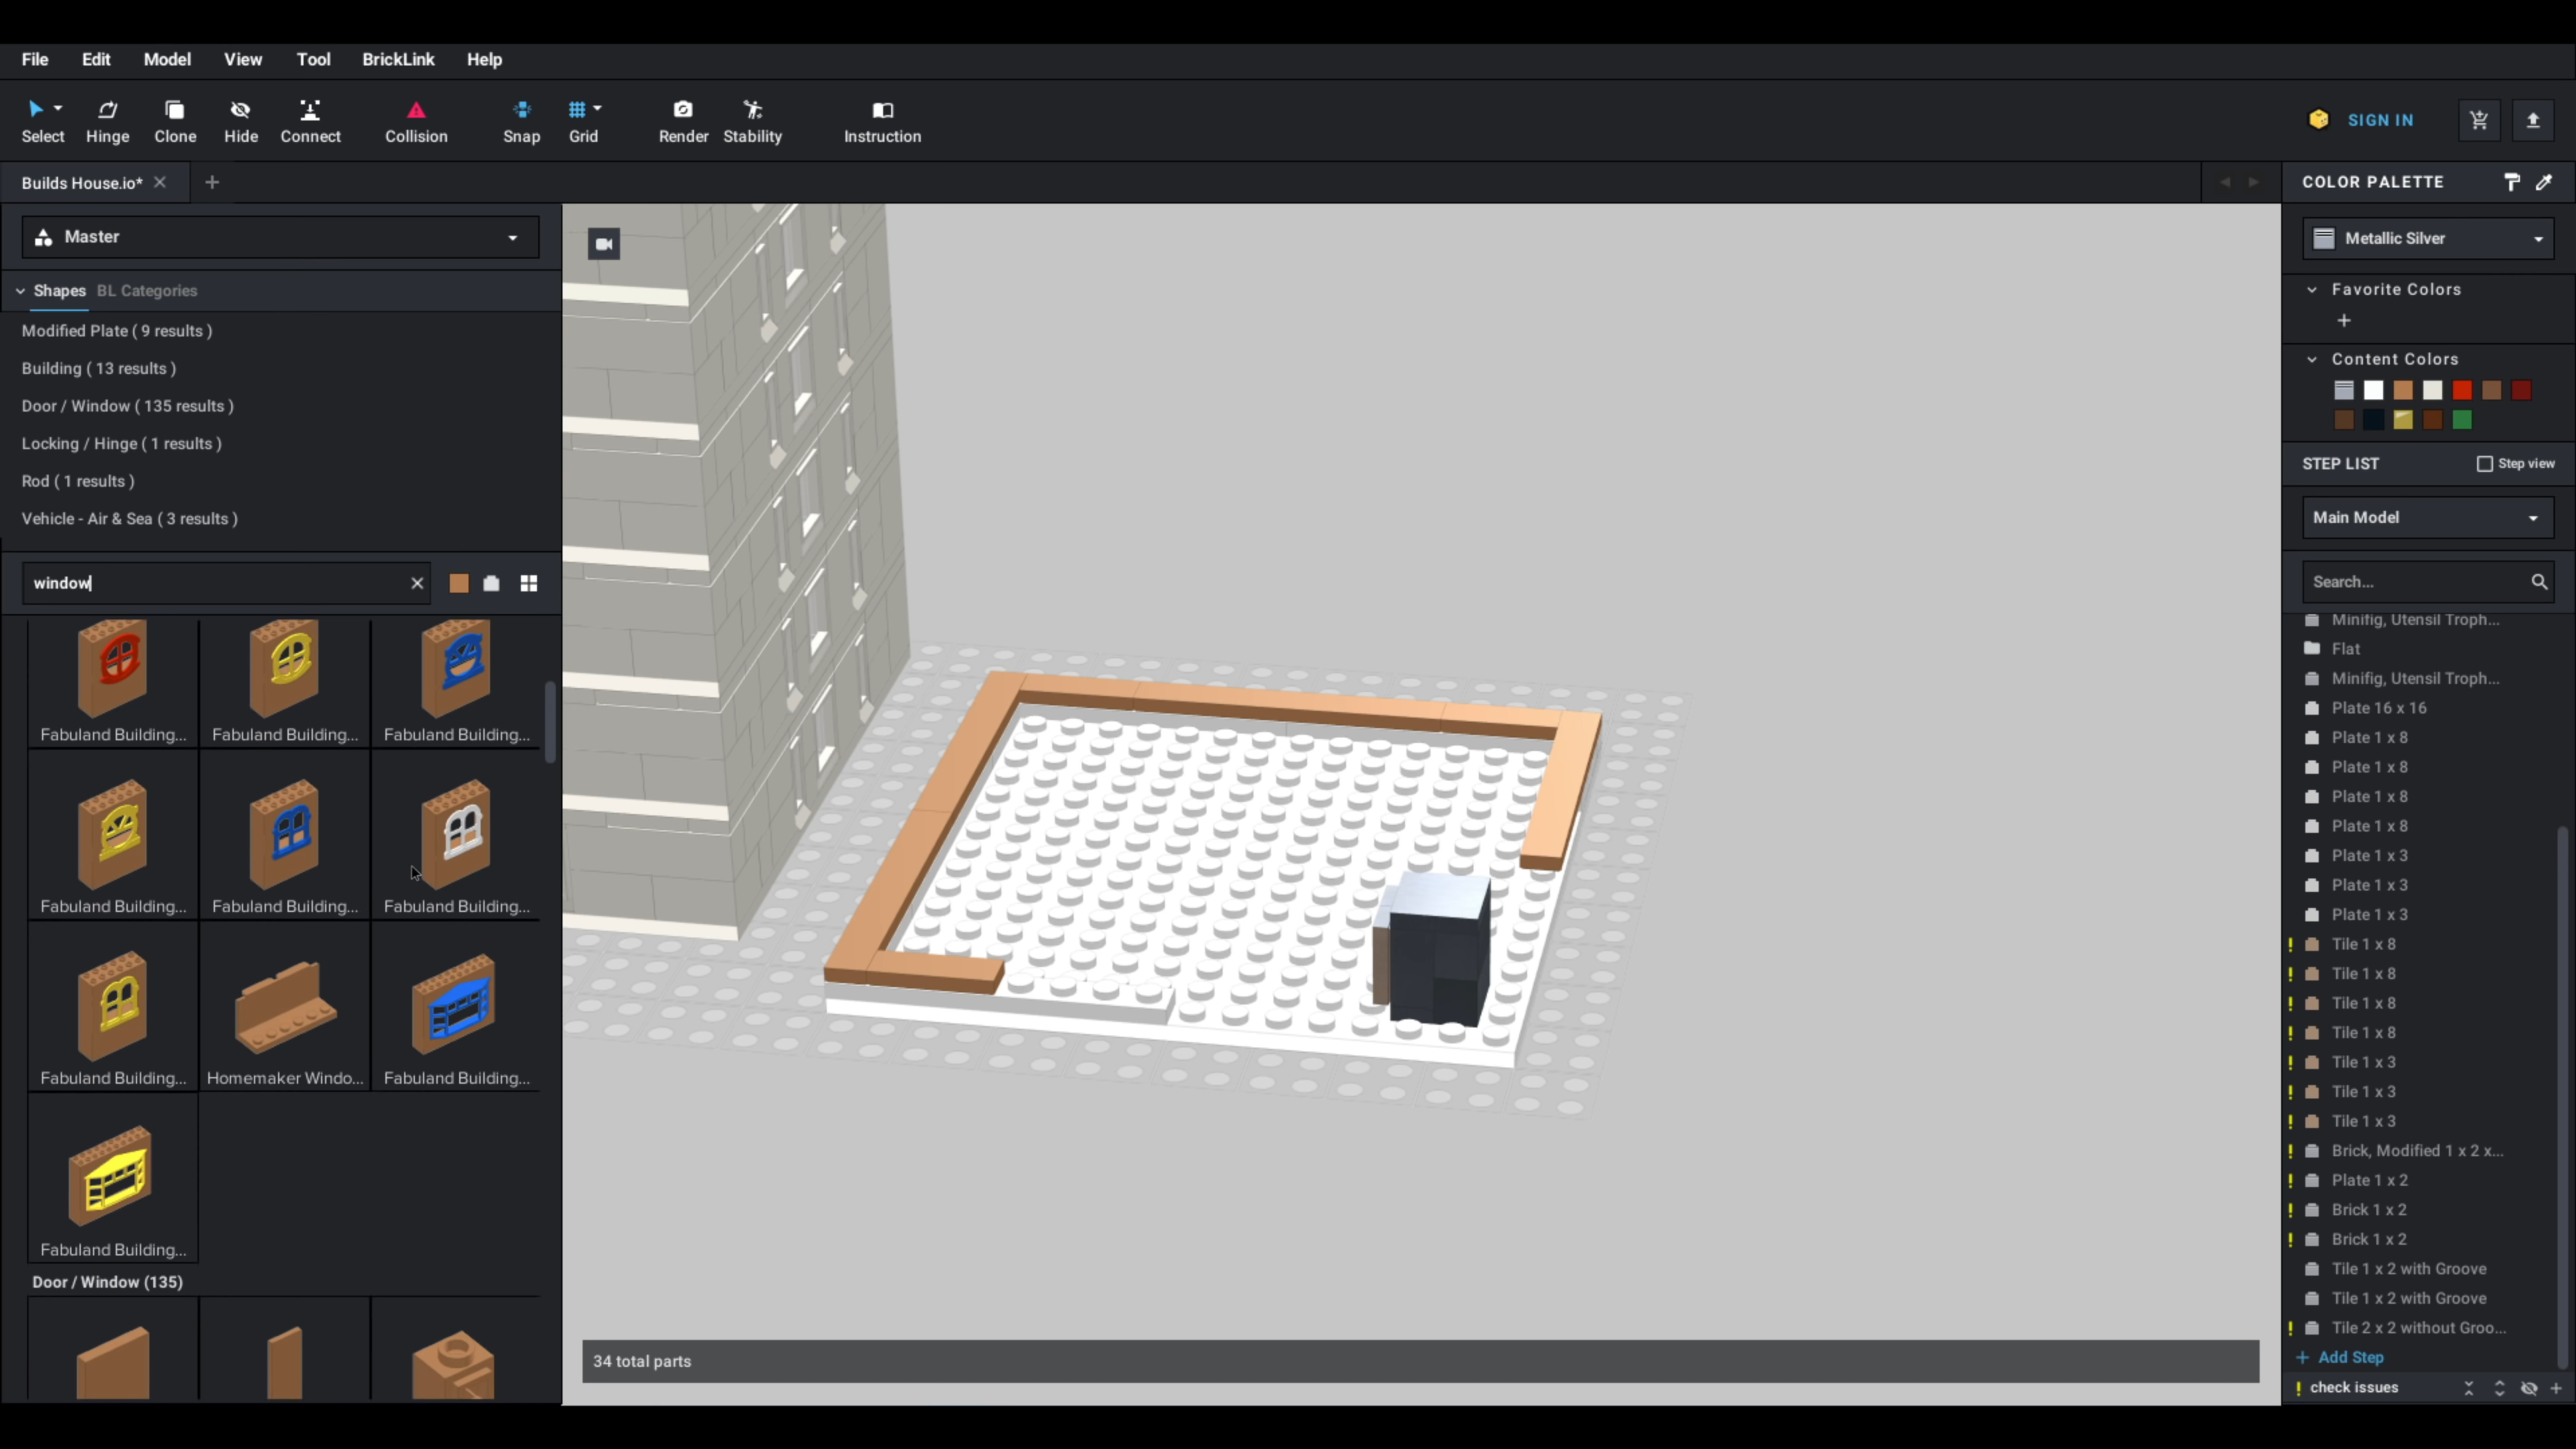 File Edit Model View Tool BrickLink Help
Select Hinge Clone Hide Connect Collision Snap Grid Render Stability Instruction
SIGN IN
Builds House.io*
Master
Shapes BL Categories
Modified Plate ( 9 results )
Building ( 13 results )
Door / Window ( 135 results )
Locking / Hinge ( 1 results )
Rod ( 1 results )
Vehicle - Air & Sea ( 3 results )
window
Fabuland Building... Fabuland Building... Fabuland Building...
Fabuland Building... Fabuland Building... Fabuland Building...
Fabuland Building... Homemaker Windo... Fabuland Building...
Fabuland Building...
Door / Window (135)
34 total parts
COLOR PALETTE
Metallic Silver
Favorite Colors
Content Colors
STEP LIST Step view
Main Model
Search...
Minifig, Utensil Troph...
Flat
Minifig, Utensil Troph...
Plate 16 x 16
Plate 1 x 8
Plate 1 x 8
Plate 1 x 8
Plate 1 x 8
Plate 1 x 3
Plate 1 x 3
Plate 1 x 3
Tile 1 x 8
Tile 1 x 8
Tile 1 x 8
Tile 1 x 8
Tile 1 x 3
Tile 1 x 3
Tile 1 x 3
Brick, Modified 1 x 2 x...
Plate 1 x 2
Brick 1 x 2
Brick 1 x 2
Tile 1 x 2 with Groove
Tile 1 x 2 with Groove
Tile 2 x 2 without Groo...
+ Add Step
! check issues